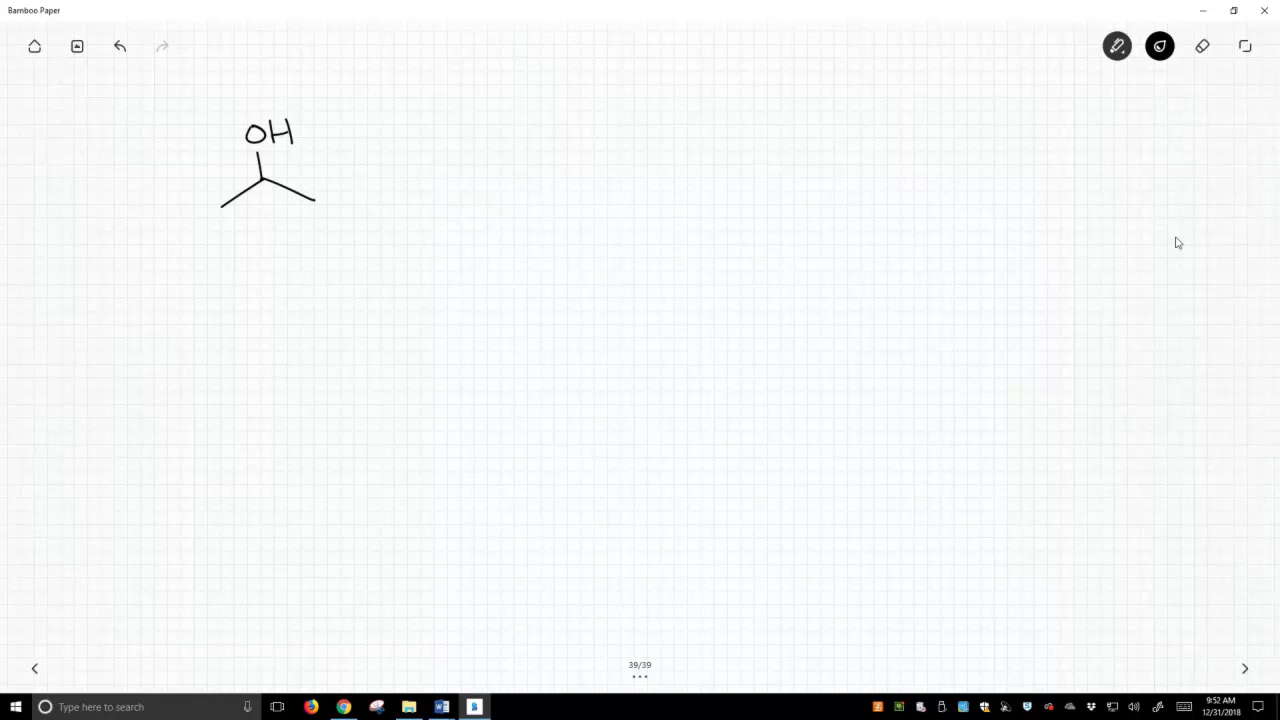 Bamboo Paper
OH
39/39
Type here to search
9:52 AM
12/31/2018